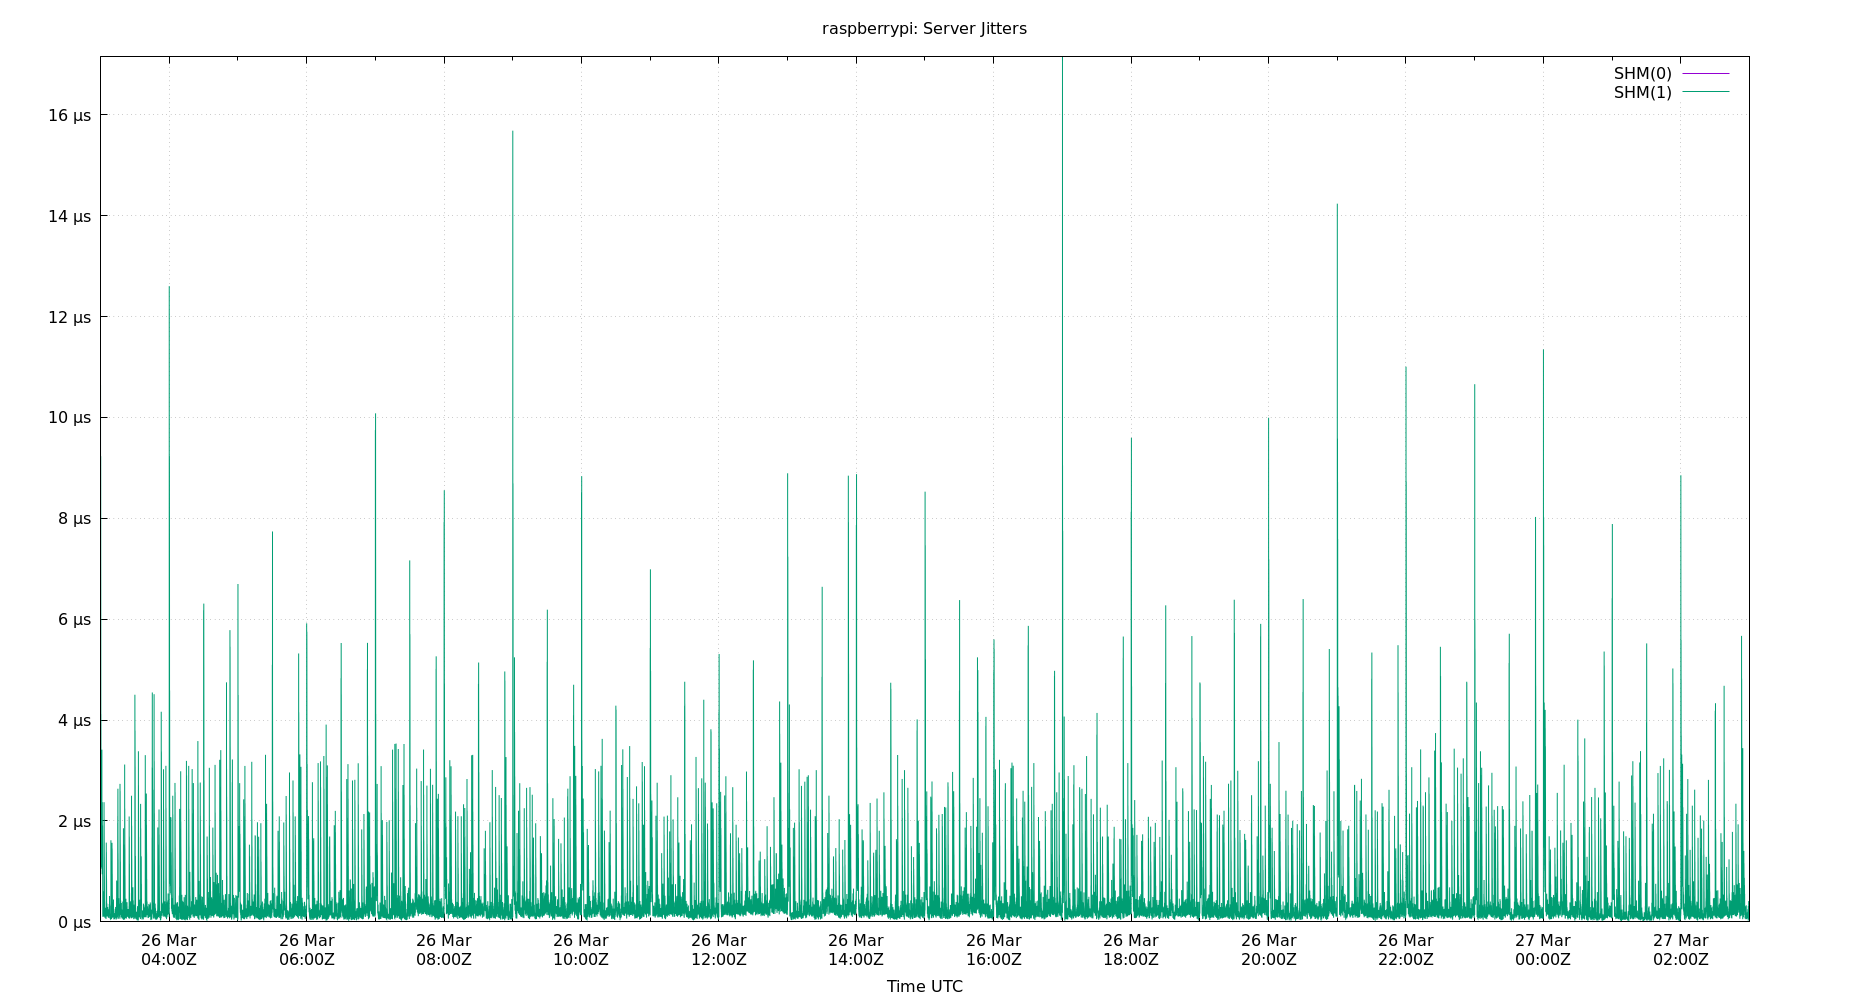 raspberrypi: Server Jitters
SHM(0)
SHM(1)
16 µs
14 µs
12 µs
10 µs
8 µs
6 µs
4 µs
2 µs
0 µs
26 Mar 26 Mar 26 Mar 26 Mar 26 Mar 26 Mar 26 Mar 26 Mar 26 Mar 26 Mar 27 Mar 27 Mar
04:00Z 06:00Z 08:00Z 10:00Z 12:00Z 14:00Z 16:00Z 18:00Z 20:00Z 22:00Z 00:00Z 02:00Z
Time UTC